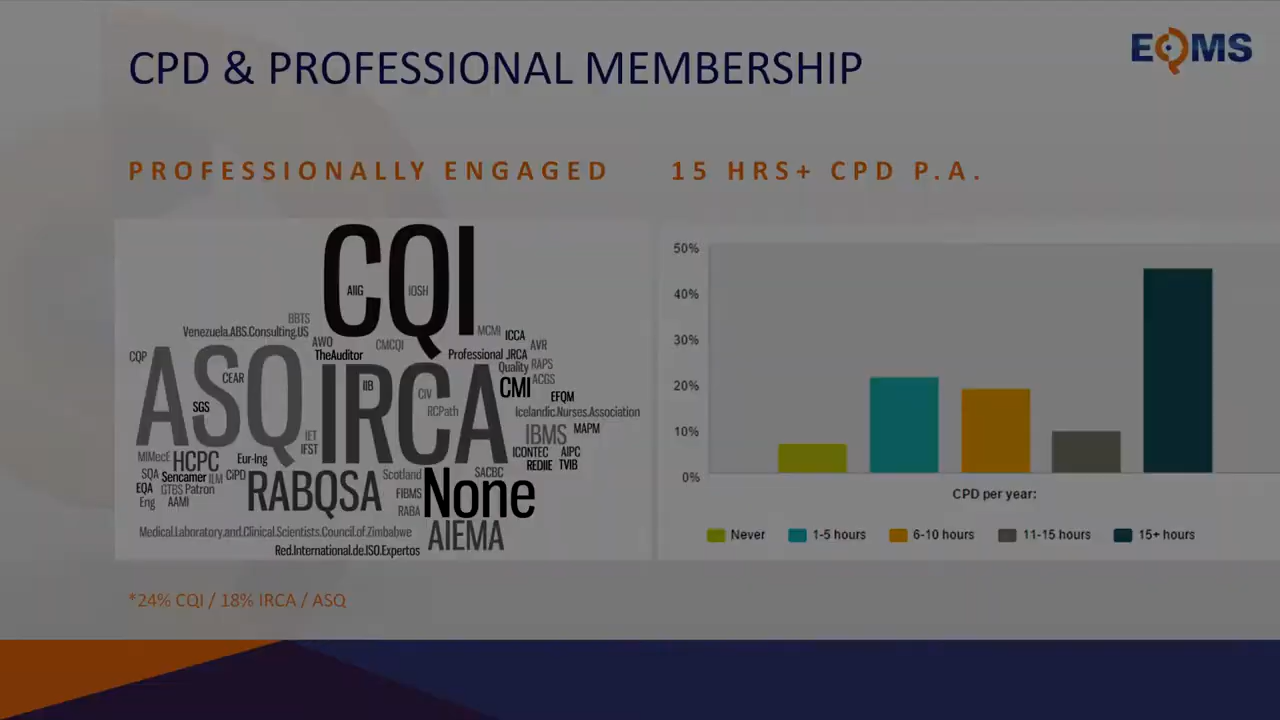 CPD & PROFESSIONAL MEMBERSHIP
EQMS
PROFESSIONALLY ENGAGED
15 HRS+ CPD P.A.
CQI
AIIG
IOSH
BBTS
Venezuela.ABS.Consulting.US
AWO
CMCQI
MCMI
ICCA
AVR
CQP
TheAuditor
Professional
JRCA
ASQ
IRCA
Quality
RAPS
CEAR
IIB
CMI
ACGS
SGS
CIV
EFQM
RCPath
Icelandic.Nurses.Association
IET
IBMS
MAPM
IFST
MIMecE
HCPC
Eur-Ing
ICONTEC
AIPC
REDIIE
TVIB
SQA
Sencamer
ILM
CiPD
RABQSA
Scotland
SACBC
None
EQA
GTBS
Patron
FIBMS
Eng
AAMI
RABA
Medical.Laboratory.and.Clinical.Scientists.Council.of.Zimbabwe
AIEMA
Red.International.de.ISO.Expertos
50%
40%
30%
20%
10%
0%
CPD per year:
Never 1-5 hours 6-10 hours 11-15 hours 15+ hours
*24% CQI / 18% IRCA / ASQ